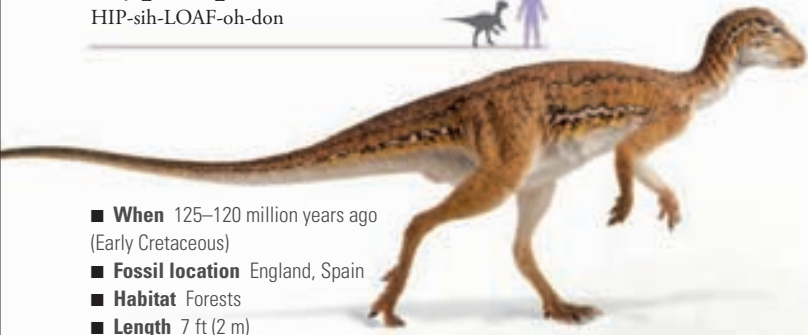 HIP-sih-LOAF-oh-don
■ When 125–120 million years ago
(Early Cretaceous)
■ Fossil location England, Spain
■ Habitat Forests
■ Length 7 ft (2 m)